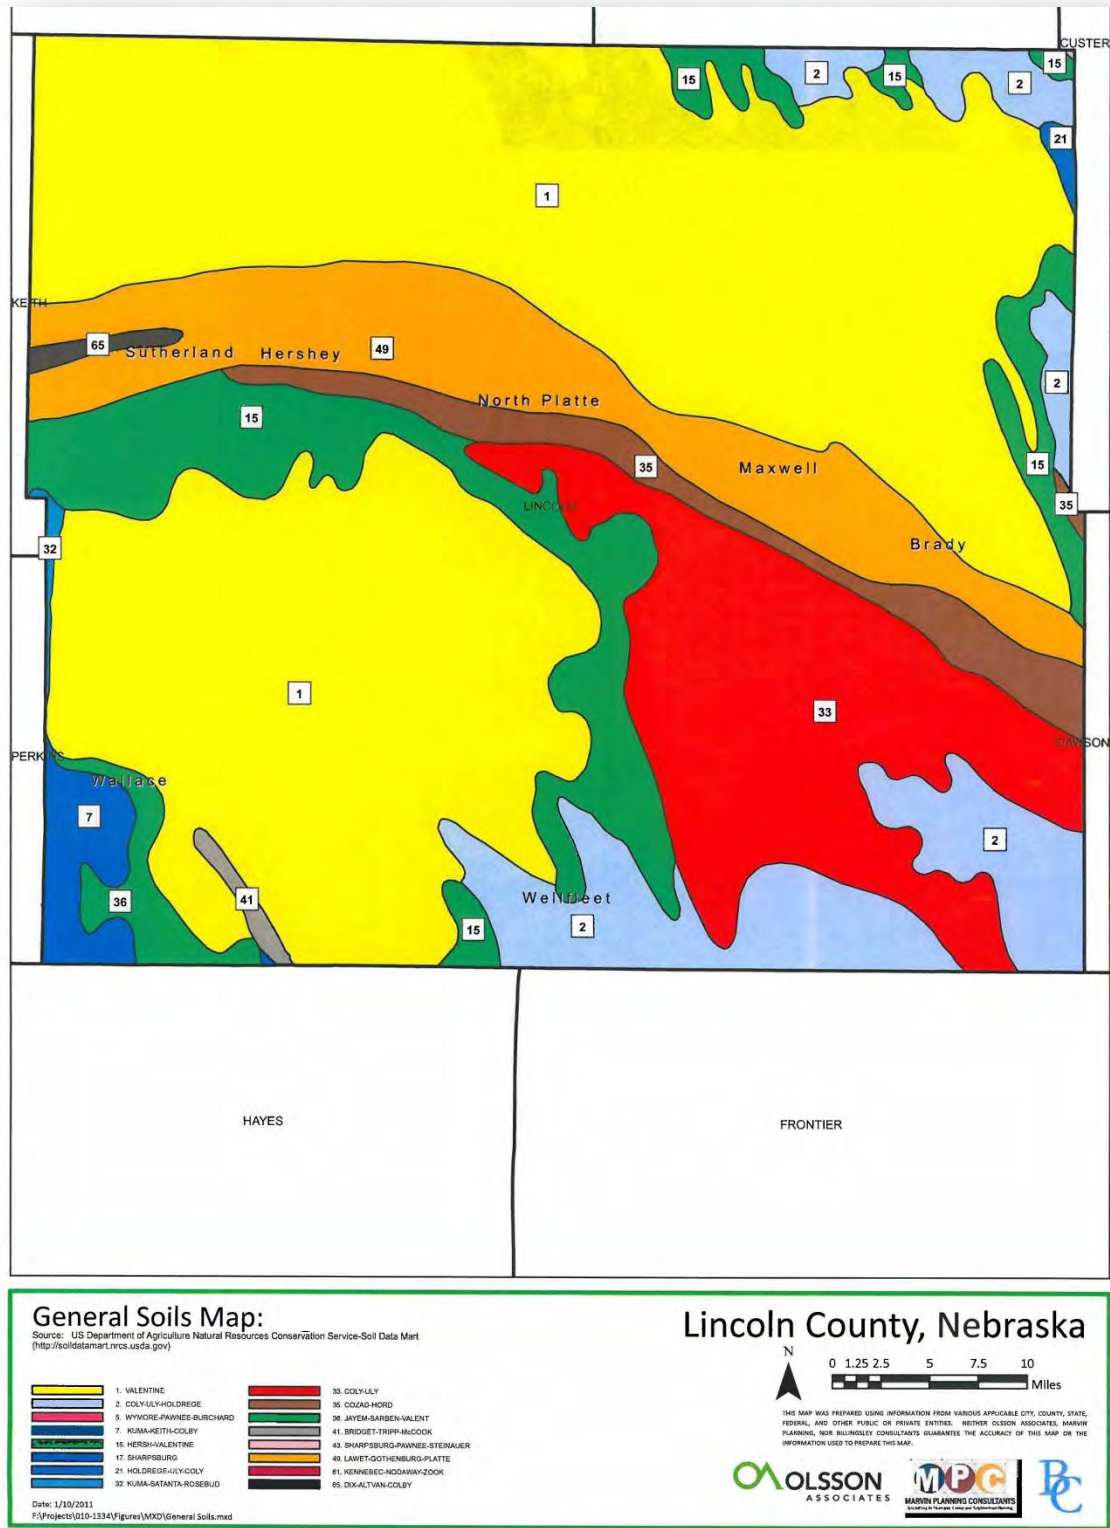 CUSTER
15
2
15
2
15
21
1
KEITH
65
Sutherland
Hershey
49
15
North Platte
2
35
Maxwell
15
35
LINCOLN
32
Brady
1
33
PERKINS
DAWSON
Wallace
7
2
36
41
Wellfleet
15
2
HAYES
FRONTIER
General Soils Map:
Source: US Department of Agriculture Natural Resources Conservation Service-Soil Data Mart
(http://soildatamart.nrcs.usda.gov)
1. VALENTINE
2. COLY-ULY-HOLDREGE
5. WYMORE-PAWNEE-BURCHARD
7. KUMA-KEITH-COLBY
15. HERSH-VALENTINE
17. SHARPSBURG
21. HOLDREGE-ULY-COLY
32. KUMA-SATANTA-ROSEBUD
33. COLY-ULY
35. COZAD-HORD
36. JAYEM-SARBEN-VALENT
41. BRIDGET-TRIPP-McCOOK
43. SHARPSBURG-PAWNEE-STEINAUER
49. LAWET-GOTHENBURG-PLATTE
61. KENNEBEC-NODAWAY-ZOOK
65. DIX-ALTVAN-COLBY
Date: 1/10/2011
F:\Projects\010-1334\Figures\MXD\General Soils.mxd
Lincoln County, Nebraska
N
0 1.25 2.5 5 7.5 10
Miles
THIS MAP WAS PREPARED USING INFORMATION FROM VARIOUS APPLICABLE CITY, COUNTY, STATE,
FEDERAL, AND OTHER PUBLIC OR PRIVATE ENTITIES. NEITHER OLSSON ASSOCIATES, MARVIN
PLANNING, NOR BILLINGSLEY CONSULTANTS GUARANTEE THE ACCURACY OF THIS MAP OR THE
INFORMATION USED TO PREPARE THIS MAP.
OA OLSSON
ASSOCIATES
MPC
MARVIN PLANNING CONSULTANTS
BC